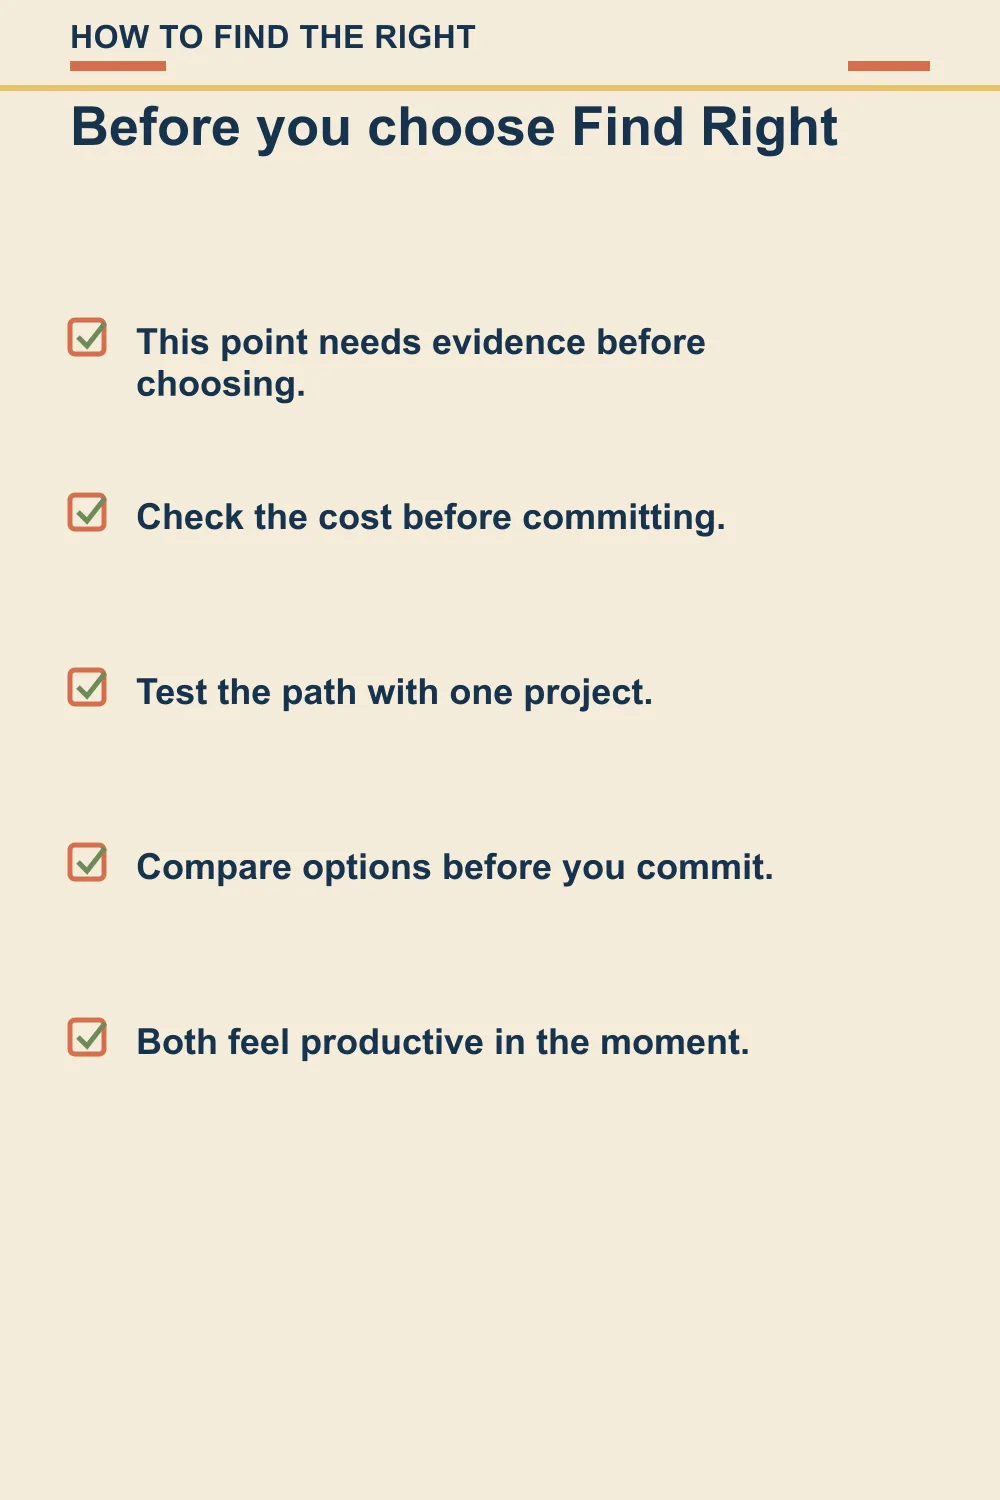 HOW TO FIND THE RIGHT
Before you choose Find Right
This point needs evidence before
choosing.
Check the cost before committing.
Test the path with one project.
Compare options before you commit.
Both feel productive in the moment.